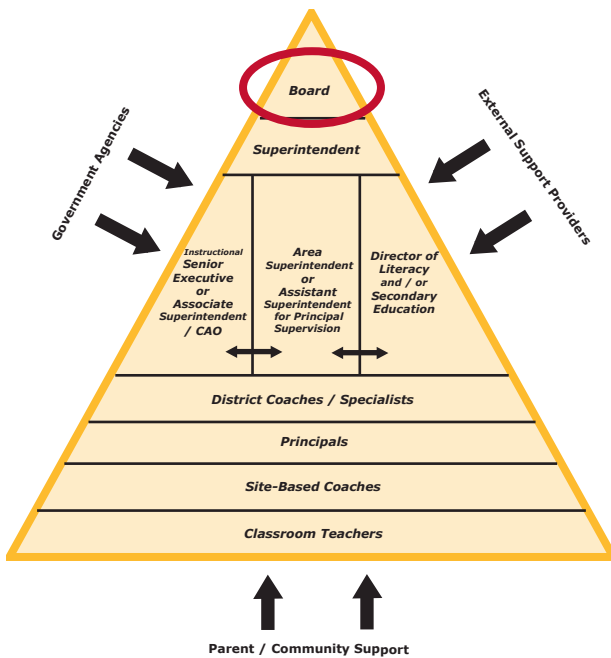 Board
Superintendent
Government Agencies
External Support Providers
Instructional
Senior
Executive
or
Associate
Superintendent
/ CAO
Area
Superintendent
or
Assistant
Superintendent
for Principal
Supervision
Director of
Literacy
and / or
Secondary
Education
District Coaches / Specialists
Principals
Site-Based Coaches
Classroom Teachers
Parent / Community Support